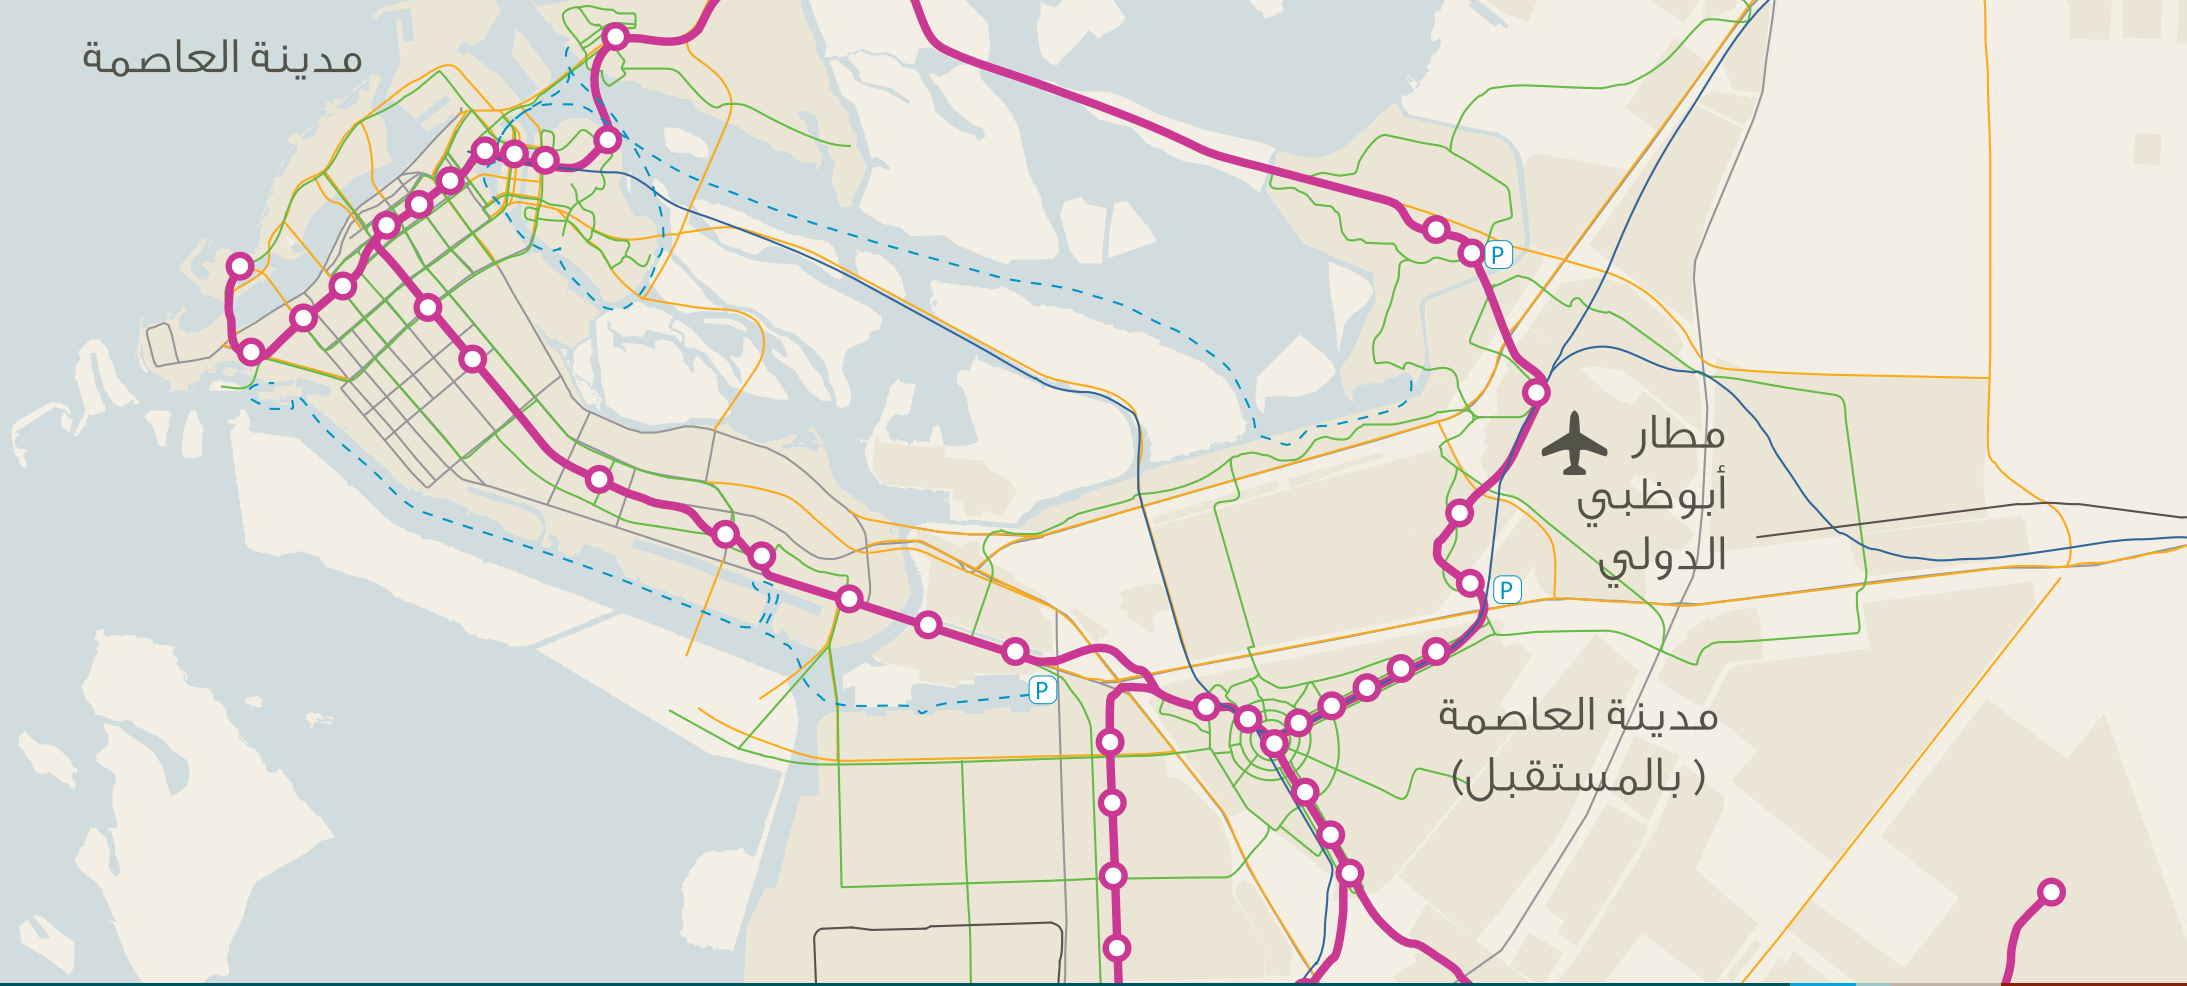 مدينة العاصمة
P
مطار
أبوظبي
الدولي
P
P
مدينة العاصمة
( بالمستقبل)